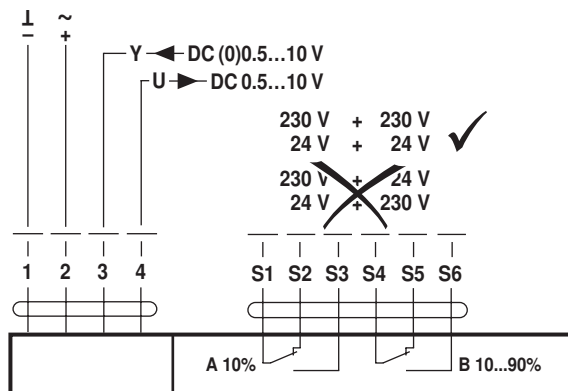 ⊥ ~
– +
Y DC (0)0.5...10 V
U DC 0.5...10 V
230 V + 230 V
24 V + 24 V
230 V + 24 V
24 V + 230 V
1 2 3 4 S1 S2 S3 S4 S5 S6
A 10% B 10...90%